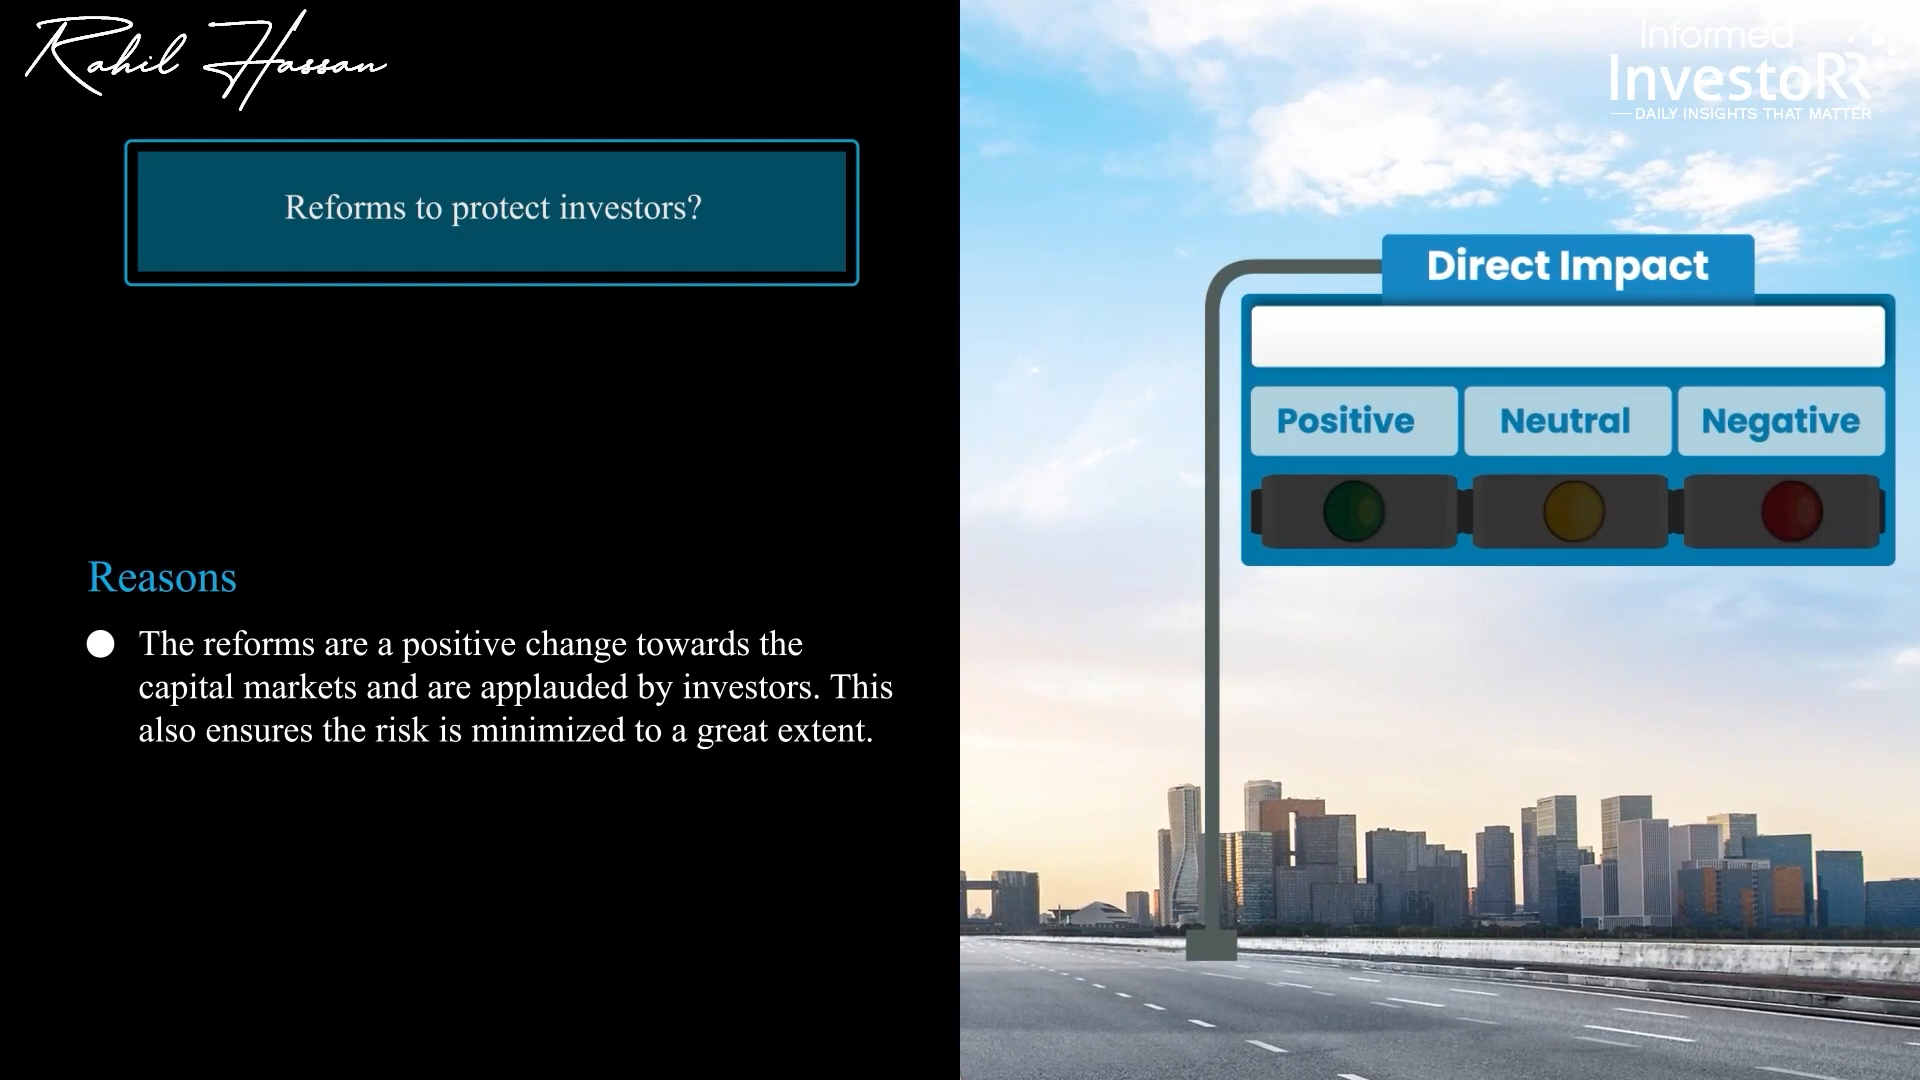 Rahil Hassan
Reforms to protect investors?
Reasons
The reforms are a positive change towards the
capital markets and are applauded by investors. This
also ensures the risk is minimized to a great extent.
Informed
InvestoRR
DAILY INSIGHTS THAT MATTER
Direct Impact
Positive Neutral Negative